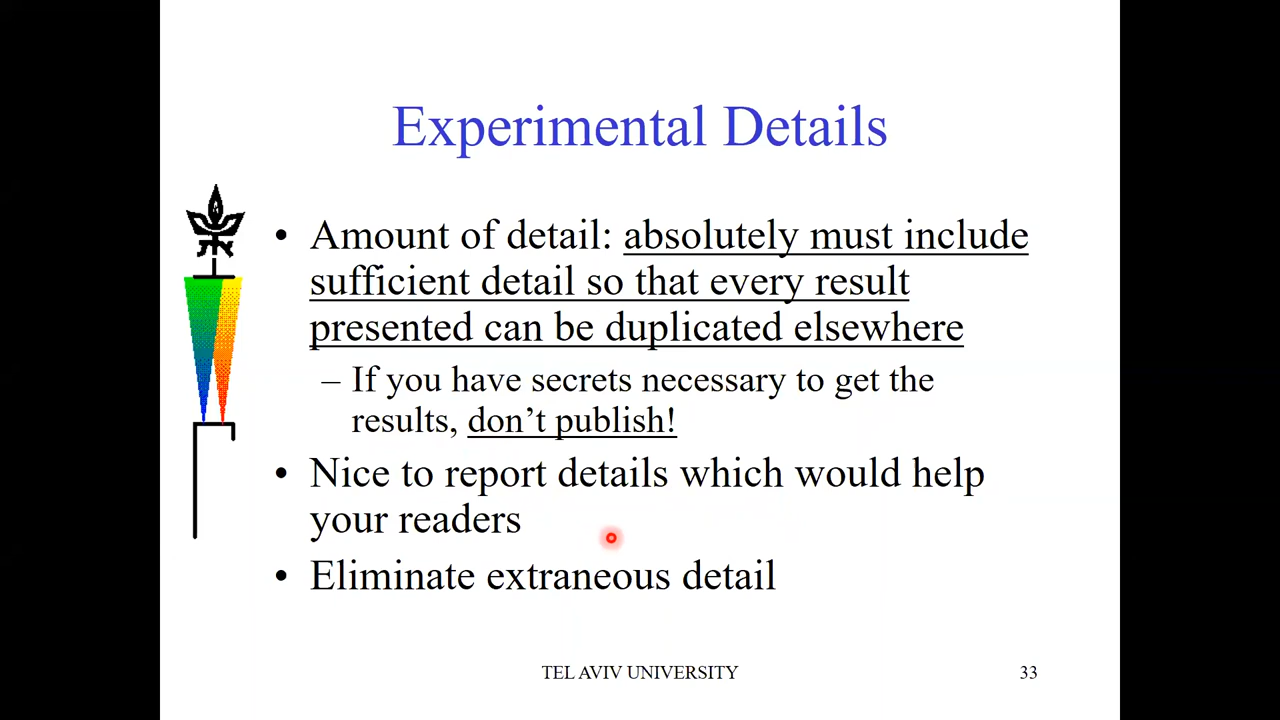 Experimental Details
• Amount of detail: absolutely must include
sufficient detail so that every result
presented can be duplicated elsewhere
– If you have secrets necessary to get the
results, don’t publish!
• Nice to report details which would help
your readers
• Eliminate extraneous detail
TEL AVIV UNIVERSITY
33